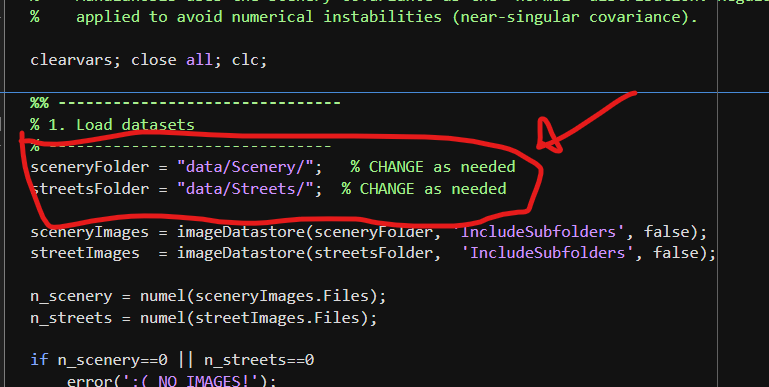 % applied to avoid numerical instabilities (near-singular covariance).
clearvars; close all; clc;
%% -------------------------------
% 1. Load datasets
% -------------------------------
sceneryFolder = "data/Scenery/";   % CHANGE as needed
streetsFolder = "data/Streets/";  % CHANGE as needed
sceneryImages = imageDatastore(sceneryFolder, 'IncludeSubfolders', false);
streetImages  = imageDatastore(streetsFolder,  'IncludeSubfolders', false);
n_scenery = numel(sceneryImages.Files);
n_streets = numel(streetImages.Files);
if n_scenery==0 || n_streets==0
error(':( NO IMAGES!');